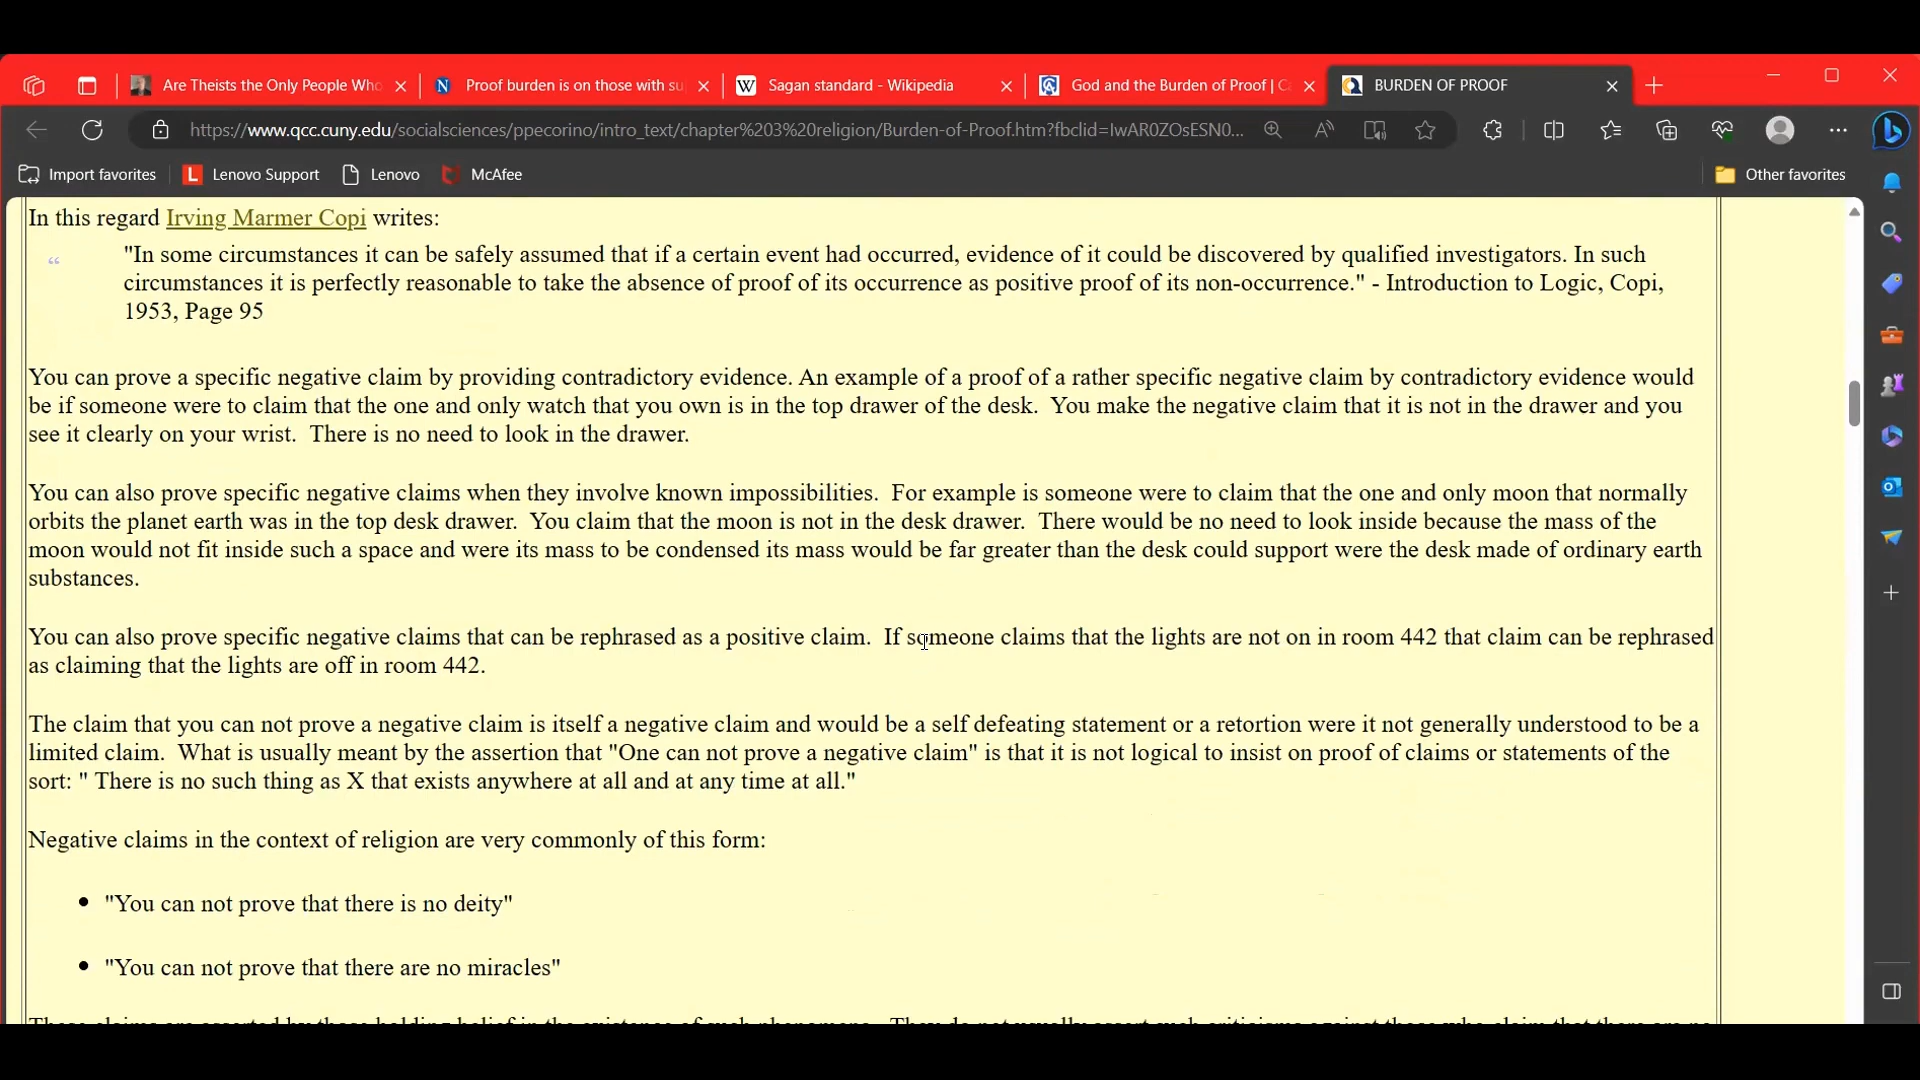 Are Theists the Only People Who
Proof burden is on those with su
Sagan standard - Wikipedia
God and the Burden of Proof | C
BURDEN OF PROOF
https://www.qcc.cuny.edu/socialsciences/ppecorino/intro_text/chapter%203%20religion/Burden-of-Proof.htm?fbclid=IwAR0ZOsESN0...
Import favorites
Lenovo Support
Lenovo
McAfee
Other favorites
In this regard Irving Marmer Copi writes:
"In some circumstances it can be safely assumed that if a certain event had occurred, evidence of it could be discovered by qualified investigators. In such
circumstances it is perfectly reasonable to take the absence of proof of its occurrence as positive proof of its non-occurrence." - Introduction to Logic, Copi,
1953, Page 95
You can prove a specific negative claim by providing contradictory evidence. An example of a proof of a rather specific negative claim by contradictory evidence would
be if someone were to claim that the one and only watch that you own is in the top drawer of the desk.  You make the negative claim that it is not in the drawer and you
see it clearly on your wrist.  There is no need to look in the drawer.
You can also prove specific negative claims when they involve known impossibilities.  For example is someone were to claim that the one and only moon that normally
orbits the planet earth was in the top desk drawer.  You claim that the moon is not in the desk drawer.  There would be no need to look inside because the mass of the
moon would not fit inside such a space and were its mass to be condensed its mass would be far greater than the desk could support were the desk made of ordinary earth
substances.
You can also prove specific negative claims that can be rephrased as a positive claim.  If someone claims that the lights are not on in room 442 that claim can be rephrased
as claiming that the lights are off in room 442.
The claim that you can not prove a negative claim is itself a negative claim and would be a self defeating statement or a retortion were it not generally understood to be a
limited claim.  What is usually meant by the assertion that "One can not prove a negative claim" is that it is not logical to insist on proof of claims or statements of the
sort: " There is no such thing as X that exists anywhere at all and at any time at all."
Negative claims in the context of religion are very commonly of this form:
"You can not prove that there is no deity"
"You can not prove that there are no miracles"